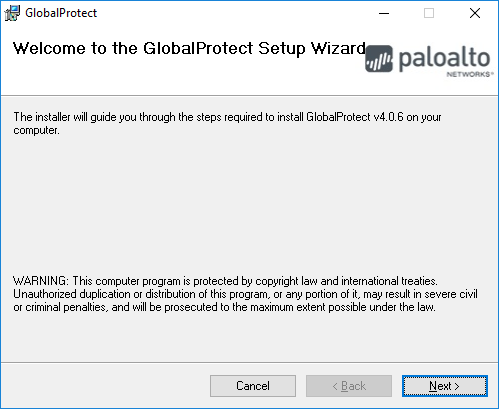 GlobalProtect
Welcome to the GlobalProtect Setup Wizard
paloalto
NETWORKS®
The installer will guide you through the steps required to install GlobalProtect v4.0.6 on your
computer.
WARNING: This computer program is protected by copyright law and international treaties.
Unauthorized duplication or distribution of this program, or any portion of it, may result in severe civil
or criminal penalties, and will be prosecuted to the maximum extent possible under the law.
Cancel
< Back
Next >